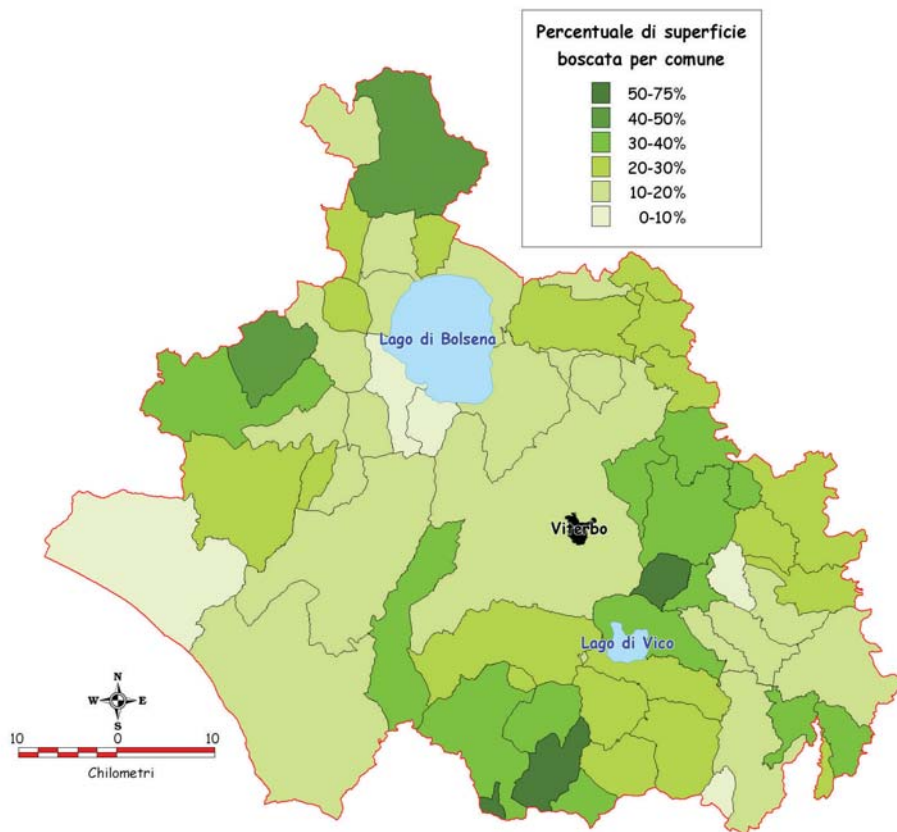 Percentuale di superficie
boscata per comune
50-75%
40-50%
30-40%
20-30%
10-20%
0-10%
Lago di Bolsena
Viterbo
Lago di Vico
N
W E
S
10 0 10
Chilometri